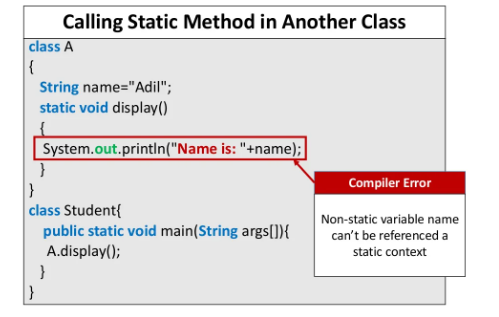 Calling Static Method in Another Class
class A
{
String name="Adil";
static void display()
{
System.out.println("Name is: "+name);
}
}
class Student{
public static void main(String args[]){
A.display();
}
}
Compiler Error
Non-static variable name
can't be referenced a
static context